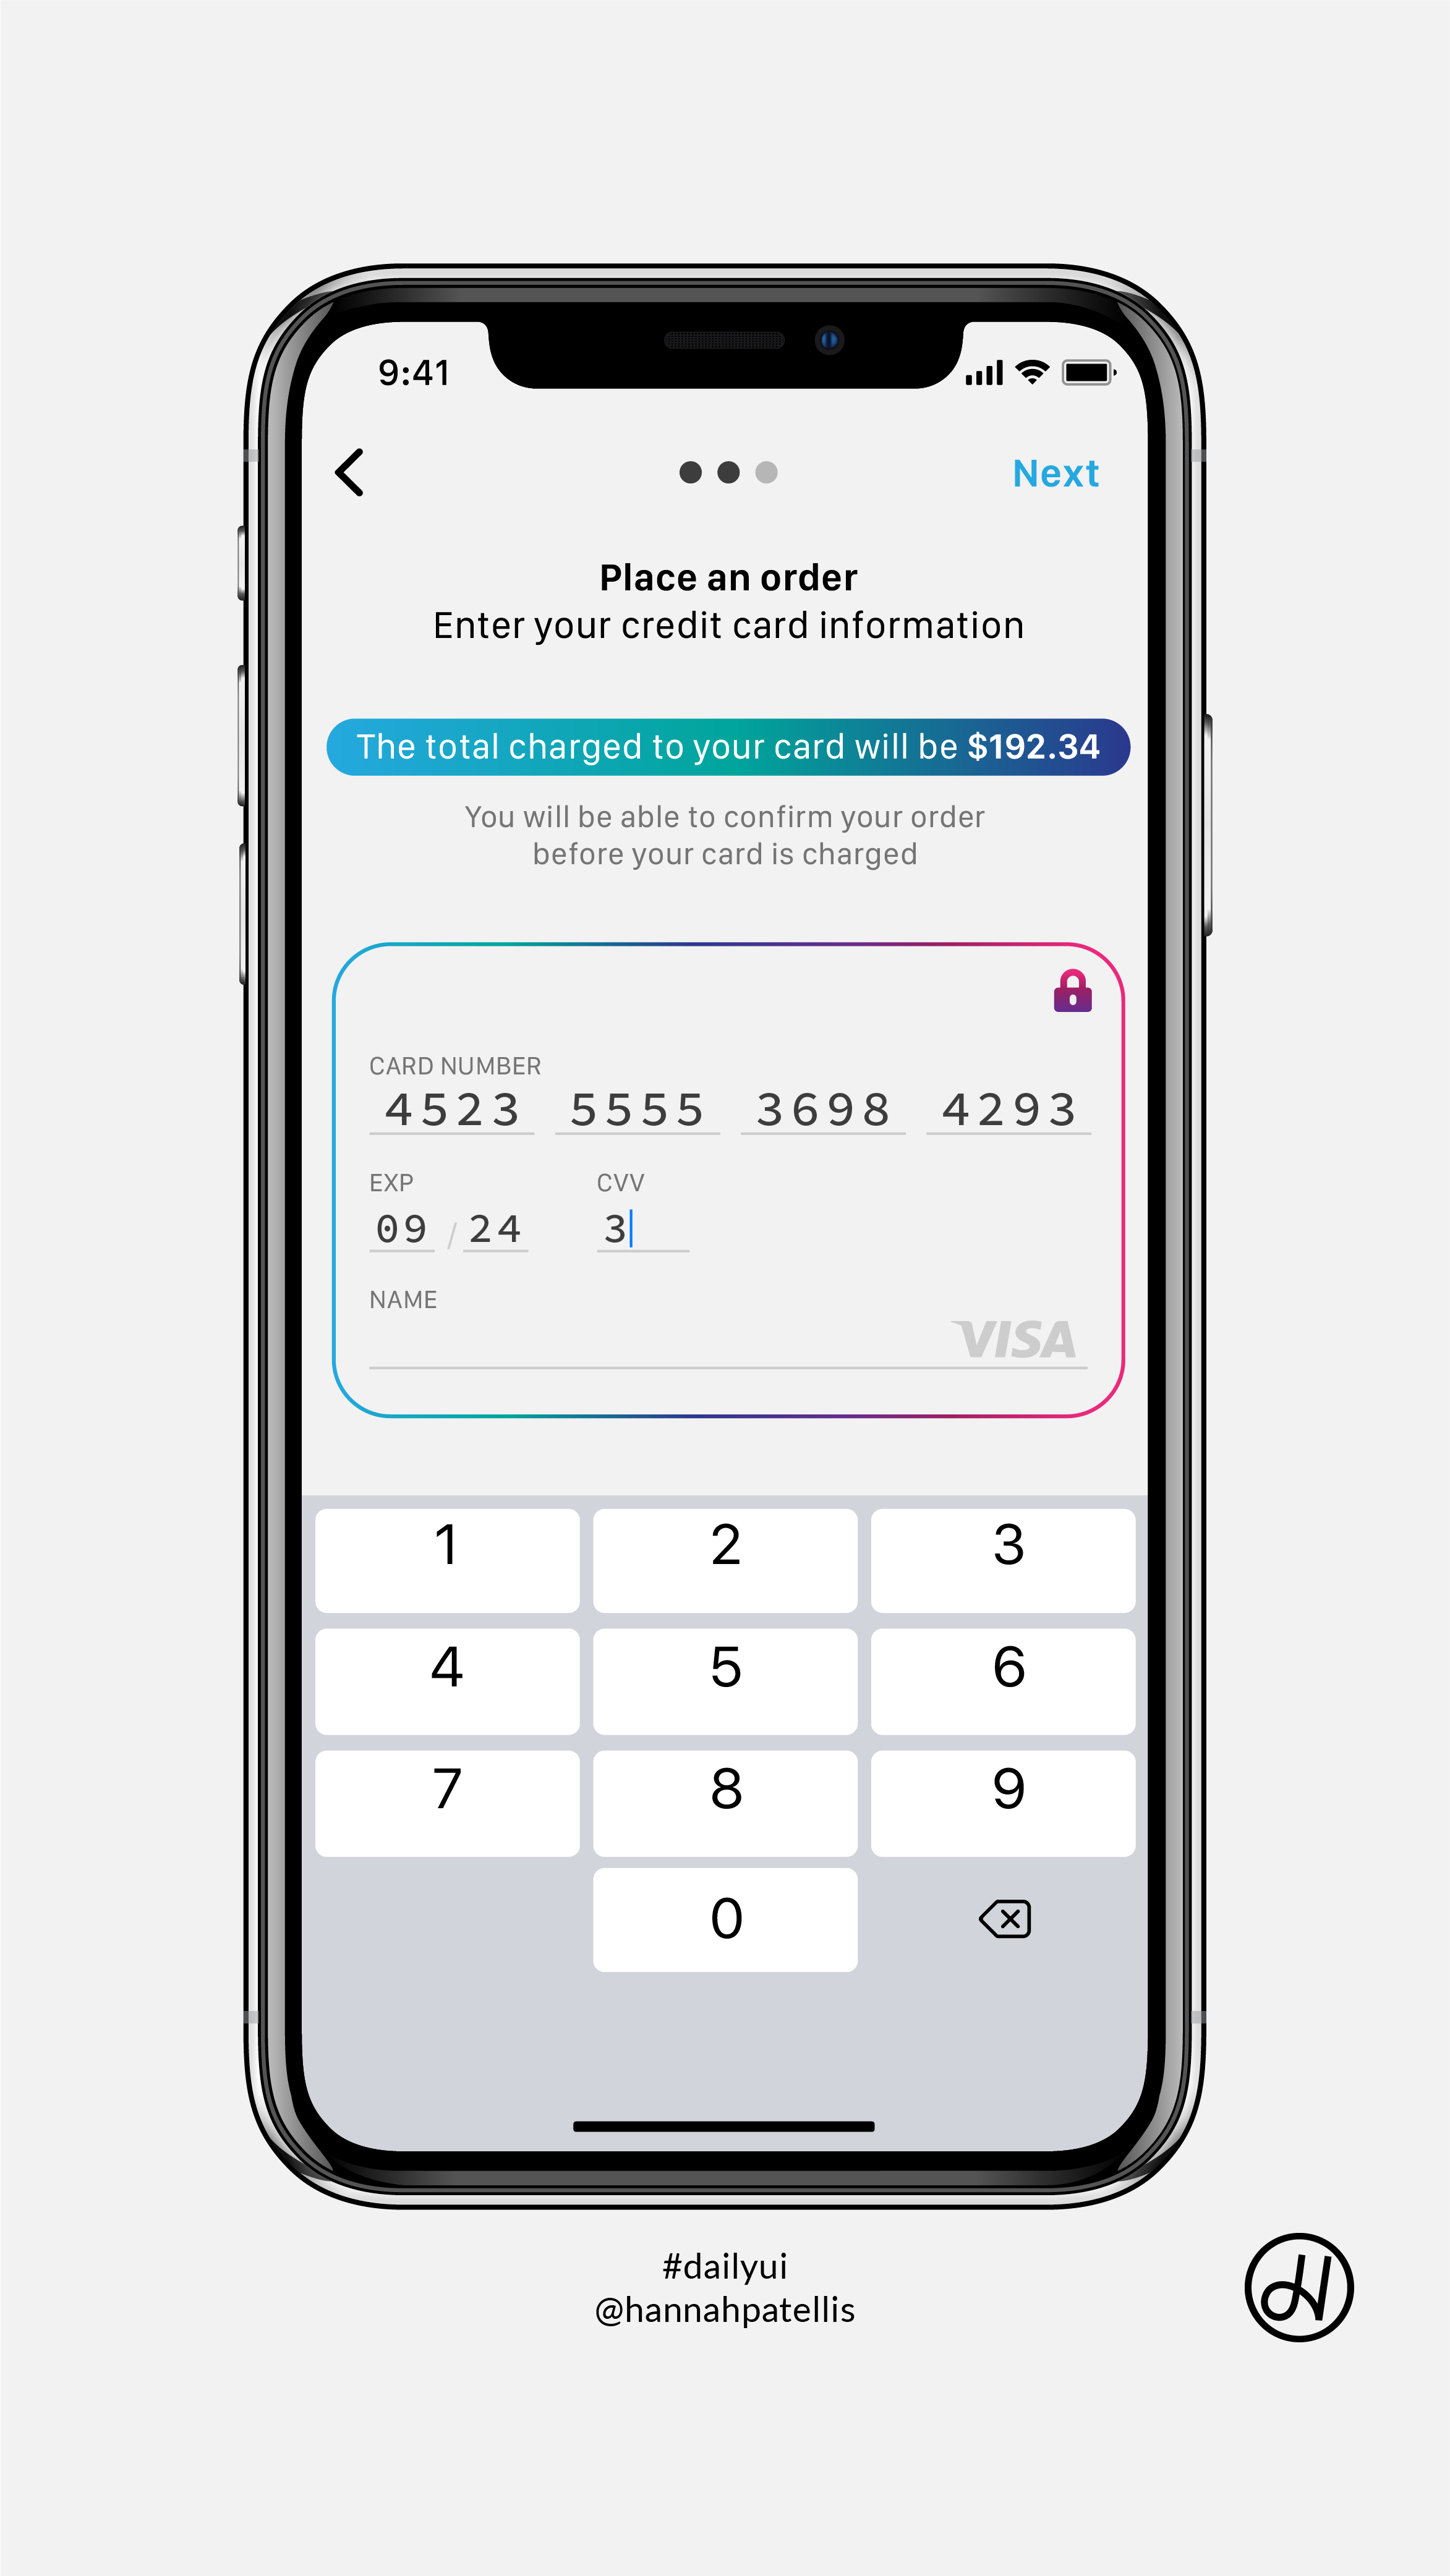 9:41
Next
Place an order
Enter your credit card information
The total charged to your card will be $192.34
You will be able to confirm your order
before your card is charged
CARD NUMBER
4523 5555 3698 4293
EXP CVV
09 / 24 3
NAME
VISA
1 2 3
4 5 6
7 8 9
0
#dailyui
@hannahpatellis
H